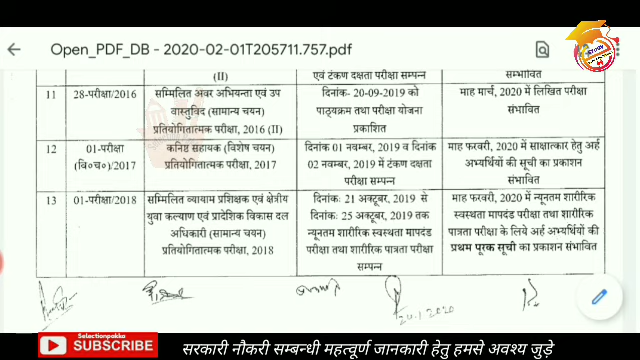 Open_PDF_DB - 2020-02-01T205711.757.pdf
(II) एवं टंकण दक्षता परीक्षा सम्पन्न सम्भावित
11 28-परीक्षा/2016 सम्मिलित अवर अभियन्ता एवं उप दिनांक- 20-09-2019 को माह मार्च, 2020 में लिखित परीक्षा
वास्तुविद (सामान्य चयन) पाठ्यक्रम तथा परीक्षा योजना संभावित
प्रतियोगितात्मक परीक्षा, 2016 (II) प्रकाशित
12 01-परीक्षा कनिष्ठ सहायक (विशेष चयन) दिनांक 01 नवम्बर, 2019 व दिनांक माह फरवरी, 2020 में साक्षात्कार हेतु अर्ह
(वि०च०)/2017 प्रतियोगितात्मक परीक्षा, 2017 02 नवम्बर, 2019 में टंकण दक्षता अभ्यर्थियों की सूची का प्रकाशन
परीक्षा सम्पन्न संभावित
13 01-परीक्षा/2018 सम्मिलित व्यायाम प्रशिक्षक एवं क्षेत्रीय दिनांक: 21 अक्टूबर, 2019 से माह फरवरी, 2020 में न्यूनतम शारीरिक
युवा कल्याण एवं प्रादेशिक विकास दल दिनांक: 25 अक्टूबर, 2019 तक स्वस्थता मापदंड परीक्षा तथा शारीरिक
अधिकारी (सामान्य चयन) न्यूनतम शारीरिक स्वस्थता मापदंड पात्रता परीक्षा के लिये अर्ह अभ्यर्थियों की
प्रतियोगितात्मक परीक्षा, 2018 परीक्षा तथा शारीरिक पात्रता परीक्षा प्रथम पूरक सूची का प्रकाशन संभावित
सम्पन्न
Selectionpakka
SUBSCRIBE
सरकारी नौकरी सम्बन्धी महत्वूर्ण जानकारी हेतु हमसे अवश्य जुड़े